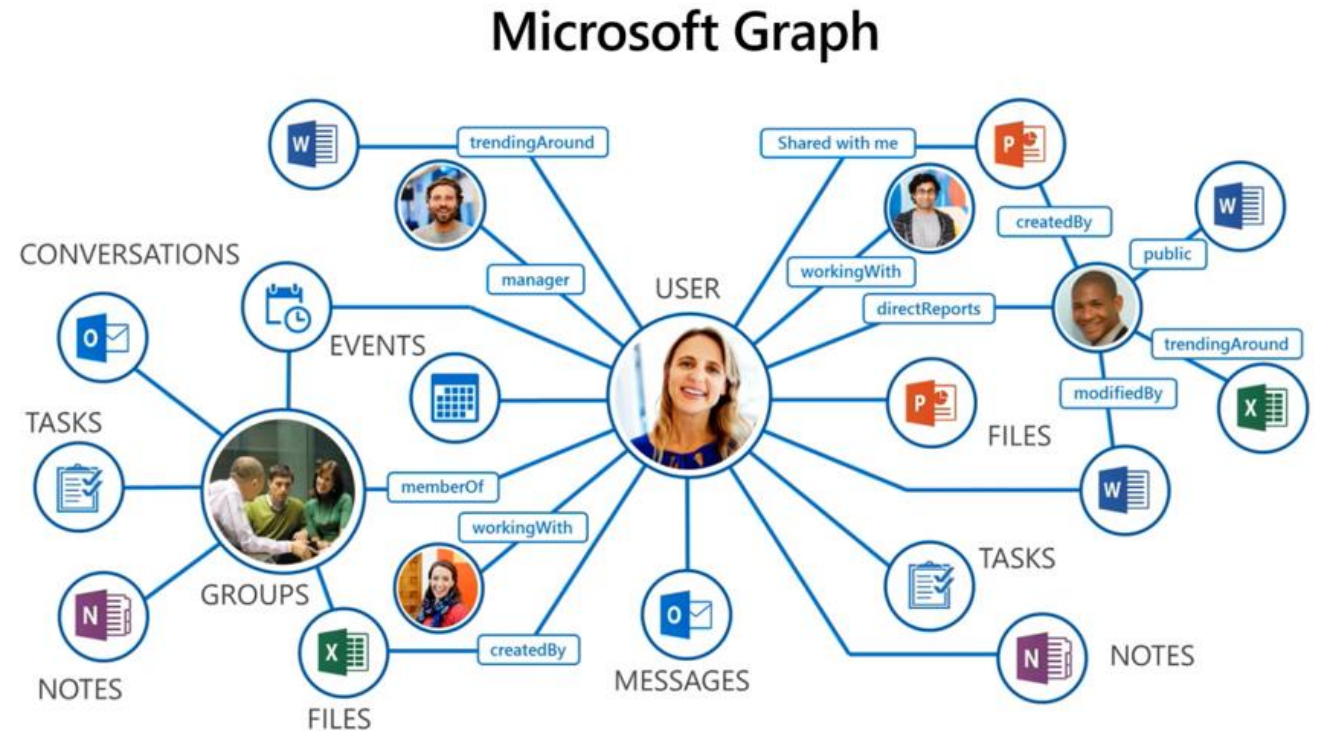 Microsoft Graph
W
trendingAround
Shared with me
P
W
createdBy
public
CONVERSATIONS
manager
workingWith
USER
directReports
O
EVENTS
trendingAround
modifiedBy
P
X
TASKS
FILES
memberOf
W
workingWith
TASKS
GROUPS
N
O
createdBy
X
N
NOTES
MESSAGES
NOTES
FILES